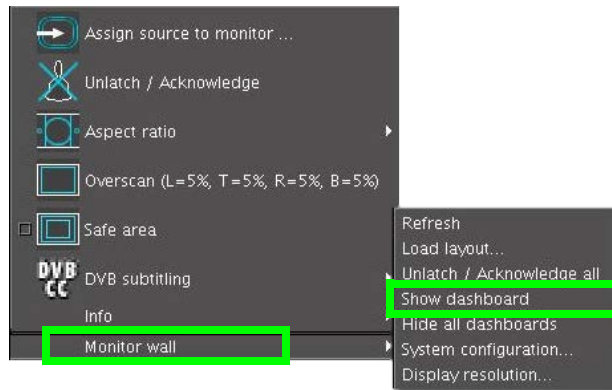 Assign source to monitor ...
Unlatch / Acknowledge
Aspect ratio
Overscan (L=5%, T=5%, R=5%, B=5%)
Safe area
DVB
CC
DVB subtitling
Info
Monitor wall
Refresh
Load layout...
Unlatch / Acknowledge all
Show dashboard
Hide all dashboards
System configuration...
Display resolution...